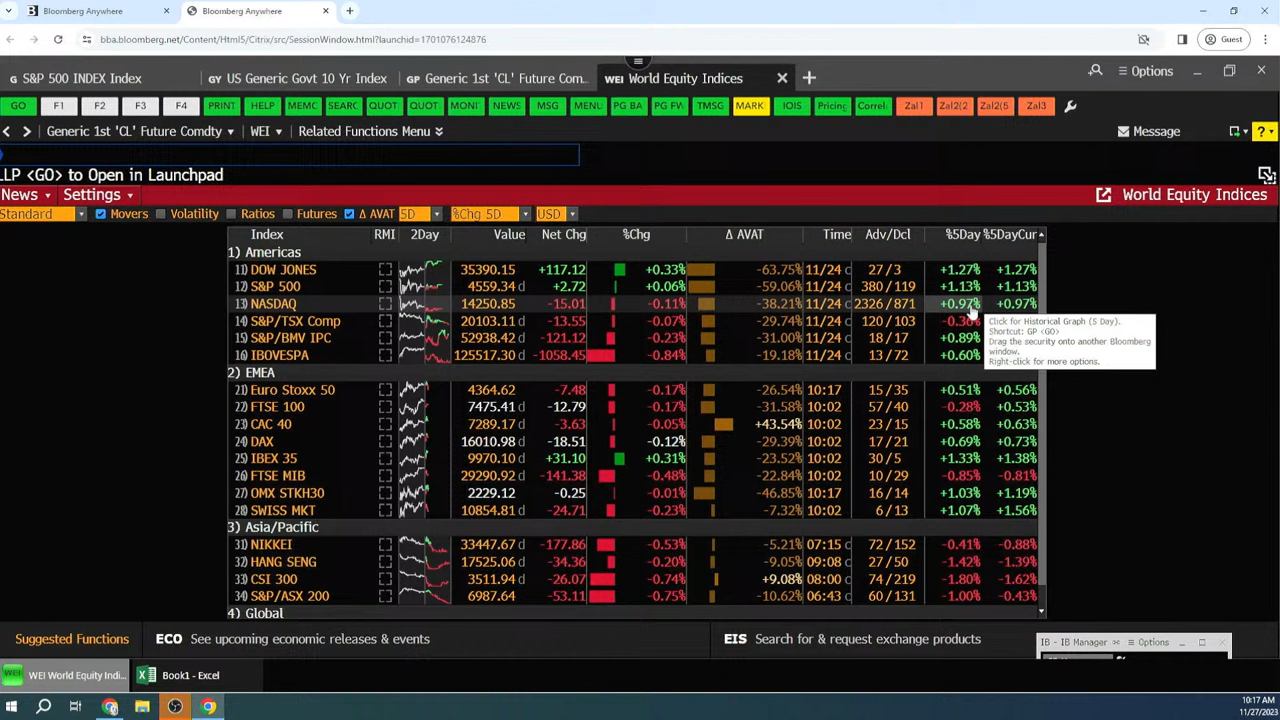 Bloomberg Anywhere × Bloomberg Anywhere × +
bba.bloomberg.net/Content/Html5/Citrix/src/SessionWindow.html?launchid=1701076124876 Guest
G S&P 500 INDEX Index GY US Generic Govt 10 Yr Index GP Generic 1st 'CL' Future Com... WEI World Equity Indices Options
GO F1 F2 F3 F4 PRINT HELP MEMC SEARC QUOT QUOT MONI NEWS MSG MENU PG BA PG FW TMSG MARK IOIS Pricing Correl Zal1 Zal2(2 Zal2(5 Zal3
< > Generic 1st 'CL' Future Comdty WEI Related Functions Menu Message ?
LLP <GO> to Open in Launchpad
News Settings World Equity Indices
Standard Movers Volatility Ratios Futures Δ AVAT 5D %Chg 5D USD
Index RMI 2Day Value Net Chg %Chg Δ AVAT Time Adv/Dcl %5Day %5DayCur
1) Americas
11) DOW JONES 35390.15 +117.12 +0.33% -63.75% 11/24 c 27 / 3 +1.27% +1.27%
12) S&P 500 4559.34 d +2.72 +0.06% -59.06% 11/24 c 380 / 119 +1.13% +1.13%
13) NASDAQ 14250.85 -15.01 -0.11% -38.21% 11/24 c 2326 / 871 +0.97% +0.97%
14) S&P/TSX Comp 20103.11 d -13.55 -0.07% -29.74% 11/24 c 120 / 103
15) S&P/BMV IPC 52938.42 d -121.12 -0.23% -31.00% 11/24 c 18 / 17 +0.89%
16) IBOVESPA 125517.30 d -1058.45 -0.84% -19.18% 11/24 c 13 / 72 +0.60%
Click for Historical Graph (5 Day).
Shortcut: GP <GO>
Drag the security onto another Bloomberg
window.
Right-click for more options.
2) EMEA
21) Euro Stoxx 50 4364.62 -7.48 -0.17% -26.54% 10:17 15 / 35 +0.51% +0.56%
22) FTSE 100 7475.41 d -12.79 -0.17% -31.58% 10:02 57 / 40 -0.28% +0.53%
23) CAC 40 7289.17 d -3.63 -0.05% +43.54% 10:02 23 / 15 +0.58% +0.63%
24) DAX 16010.98 d -18.51 -0.12% -29.39% 10:02 17 / 21 +0.69% +0.73%
25) IBEX 35 9970.10 d +31.10 +0.31% -23.52% 10:02 30 / 5 +1.33% +1.38%
26) FTSE MIB 29290.92 d -141.38 -0.48% -22.84% 10:02 10 / 29 -0.85% -0.81%
27) OMX STKH30 2229.12 -0.25 -0.01% -46.85% 10:17 16 / 14 +1.03% +1.19%
28) SWISS MKT 10854.81 d -24.71 -0.23% -7.32% 10:02 6 / 13 +1.07% +1.56%
3) Asia/Pacific
31) NIKKEI 33447.67 d -177.86 -0.53% -5.21% 07:15 c 72 / 152 -0.41% -0.88%
32) HANG SENG 17525.06 d -34.36 -0.20% -9.05% 09:08 c 27 / 50 -1.42% -1.39%
33) CSI 300 3511.94 d -26.07 -0.74% +9.08% 08:00 c 74 / 219 -1.80% -1.62%
34) S&P/ASX 200 6987.64 -53.11 -0.75% -10.62% 06:43 c 60 / 131 -1.00% -0.43%
4) Global
Suggested Functions ECO See upcoming economic releases & events EIS Search for & request exchange products
IB - IB Manager Options
WEI WEI World Equity Indi... Book1 - Excel
10:17 AM
11/27/2023